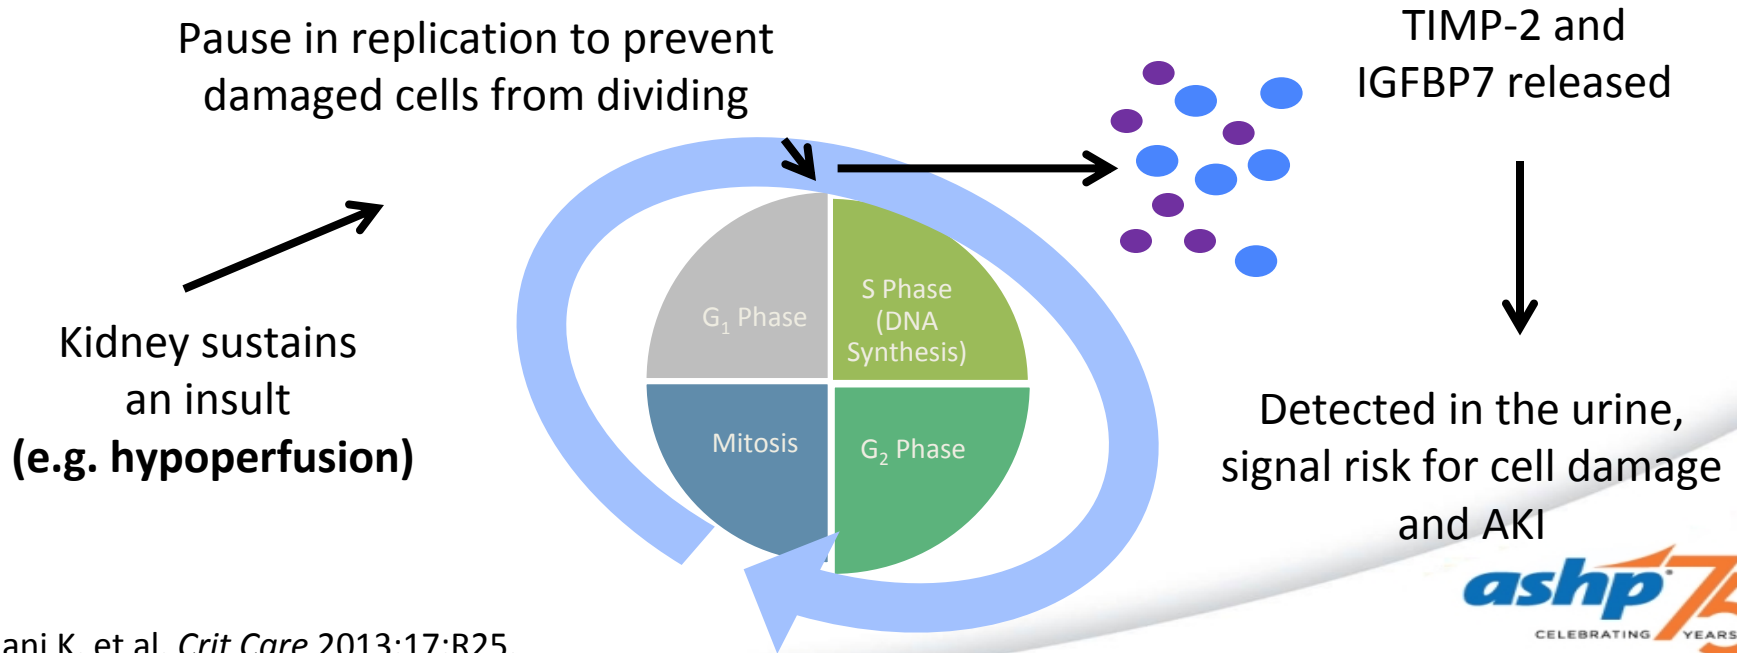 Pause in replication to prevent
damaged cells from dividing
TIMP-2 and
IGFBP7 released
Kidney sustains
an insult
(e.g. hypoperfusion)
G1 Phase
S Phase
(DNA
Synthesis)
Mitosis
G2 Phase
Detected in the urine,
signal risk for cell damage
and AKI
ashp
CELEBRATING YEARS
K, et al. Crit Care 2013;17:R25